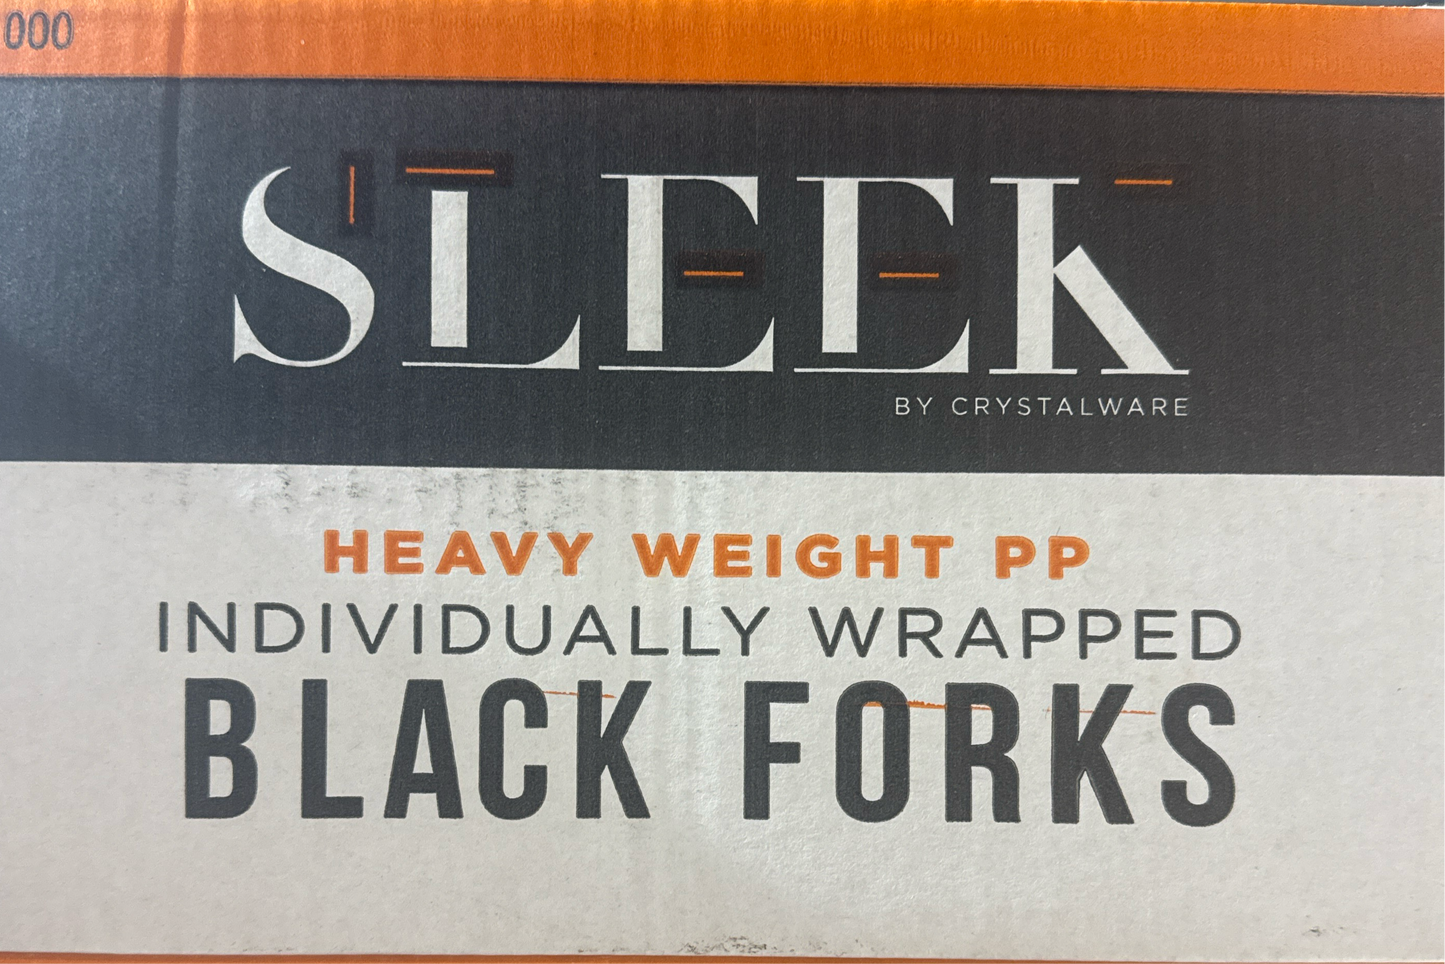 000
SLEEK
BY CRYSTALWARE
HEAVY WEIGHT PP
INDIVIDUALLY WRAPPED
BLACK FORKS